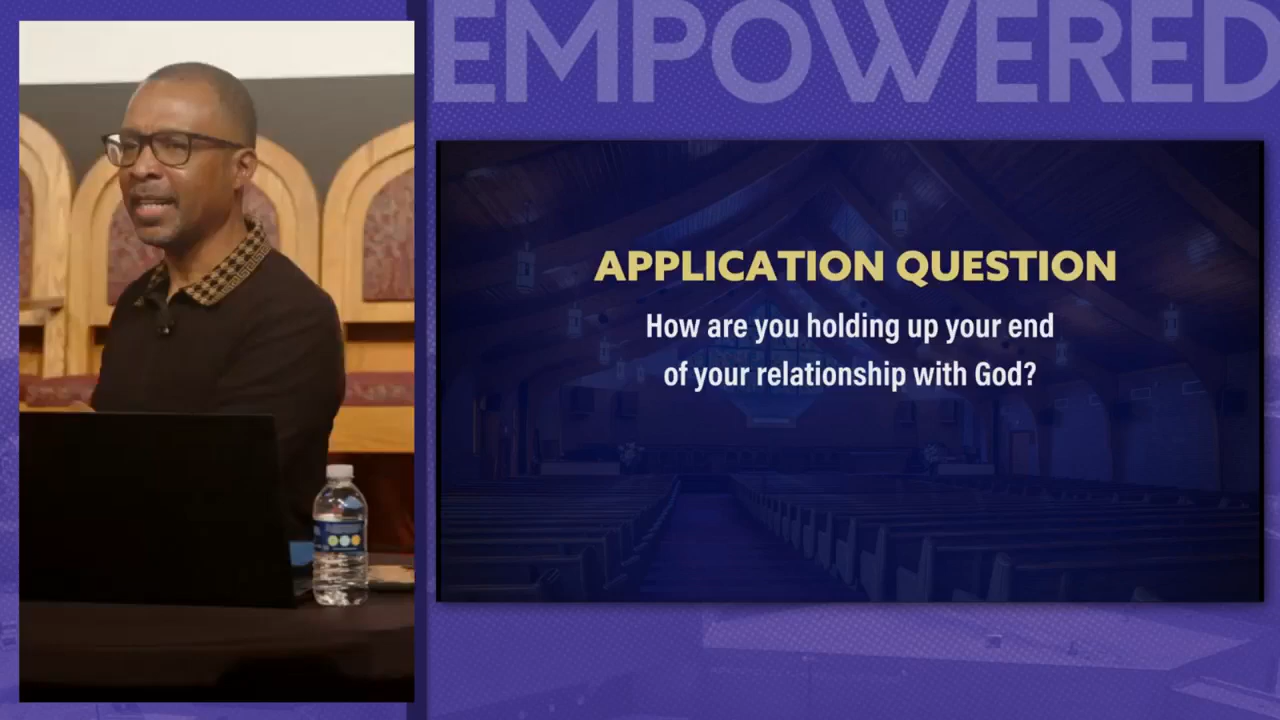 EMPOWERED
APPLICATION QUESTION
How are you holding up your end
of your relationship with God?